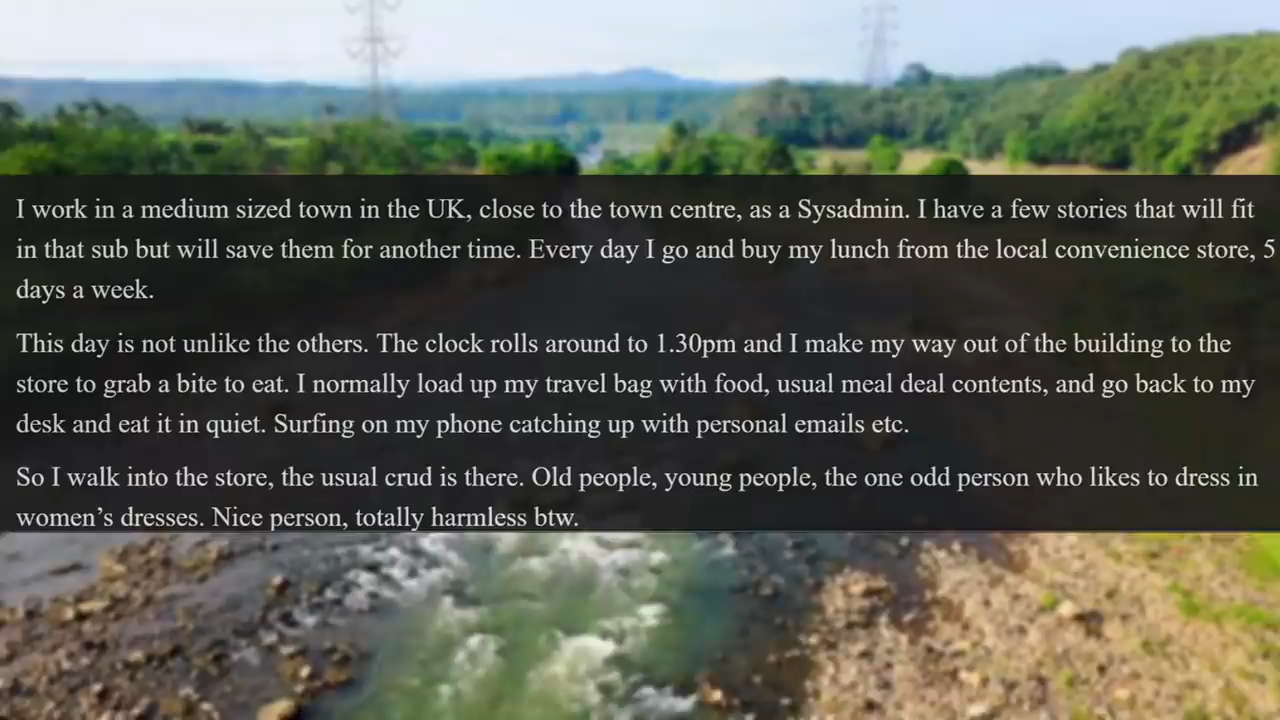 I work in a medium sized town in the UK, close to the town centre, as a Sysadmin. I have a few stories that will fit
in that sub but will save them for another time. Every day I go and buy my lunch from the local convenience store, 5
days a week.
This day is not unlike the others. The clock rolls around to 1.30pm and I make my way out of the building to the
store to grab a bite to eat. I normally load up my travel bag with food, usual meal deal contents, and go back to my
desk and eat it in quiet. Surfing on my phone catching up with personal emails etc.
So I walk into the store, the usual crud is there. Old people, young people, the one odd person who likes to dress in
women’s dresses. Nice person, totally harmless btw.